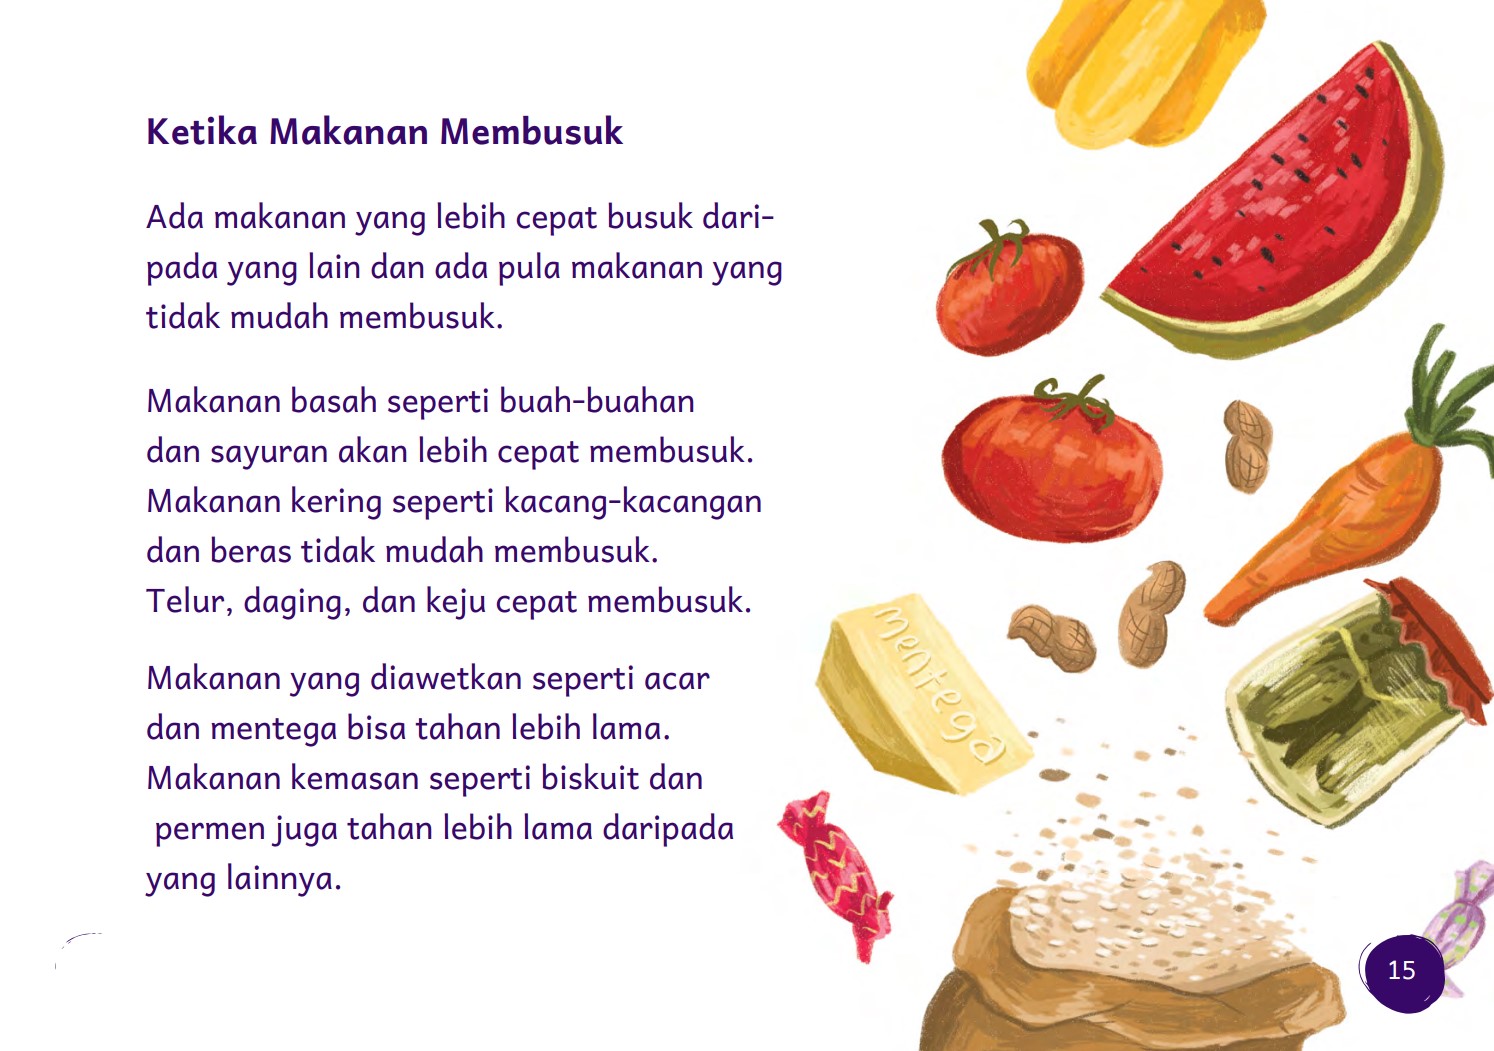 Ketika Makanan Membusuk
Ada makanan yang lebih cepat busuk dari-
pada yang lain dan ada pula makanan yang
tidak mudah membusuk.
Makanan basah seperti buah-buahan
dan sayuran akan lebih cepat membusuk.
Makanan kering seperti kacang-kacangan
dan beras tidak mudah membusuk.
Telur, daging, dan keju cepat membusuk.
Makanan yang diawetkan seperti acar
dan mentega bisa tahan lebih lama.
Makanan kemasan seperti biskuit dan
permen juga tahan lebih lama daripada
yang lainnya.
mentega
15